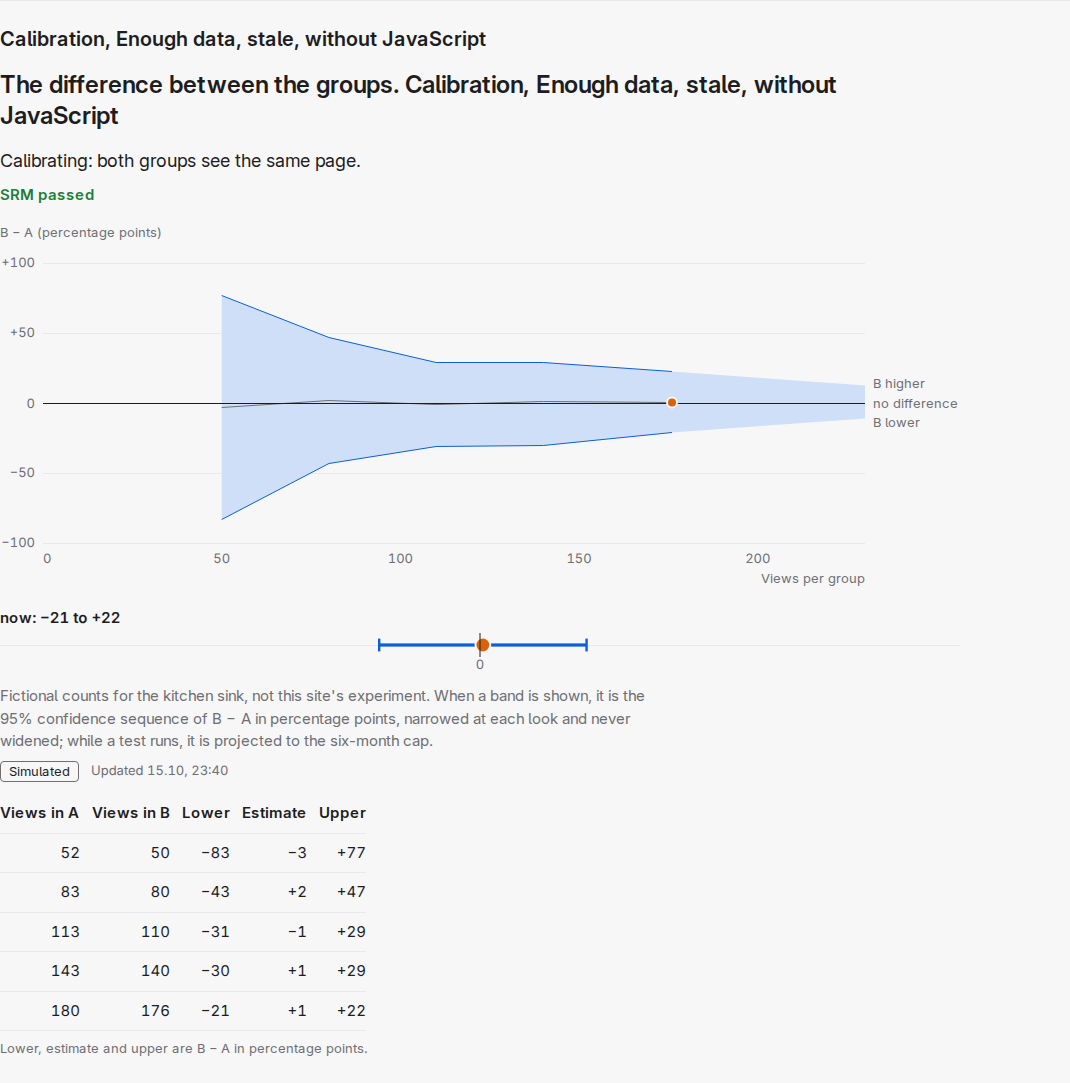 Calibration, Enough data, stale, without JavaScript
The difference between the groups. Calibration, Enough data, stale, without
JavaScript
Calibrating: both groups see the same page.
SRM passed
B − A (percentage points)
+100
+50
0
−50
−100
B higher
no difference
B lower
0 50 100 150 200
Views per group
now: −21 to +22
0
Fictional counts for the kitchen sink, not this site's experiment. When a band is shown, it is the
95% confidence sequence of B − A in percentage points, narrowed at each look and never
widened; while a test runs, it is projected to the six-month cap.
Simulated Updated 15.10, 23:40
Views in A Views in B Lower Estimate Upper
52 50 −83 −3 +77
83 80 −43 +2 +47
113 110 −31 −1 +29
143 140 −30 +1 +29
180 176 −21 +1 +22
Lower, estimate and upper are B − A in percentage points.